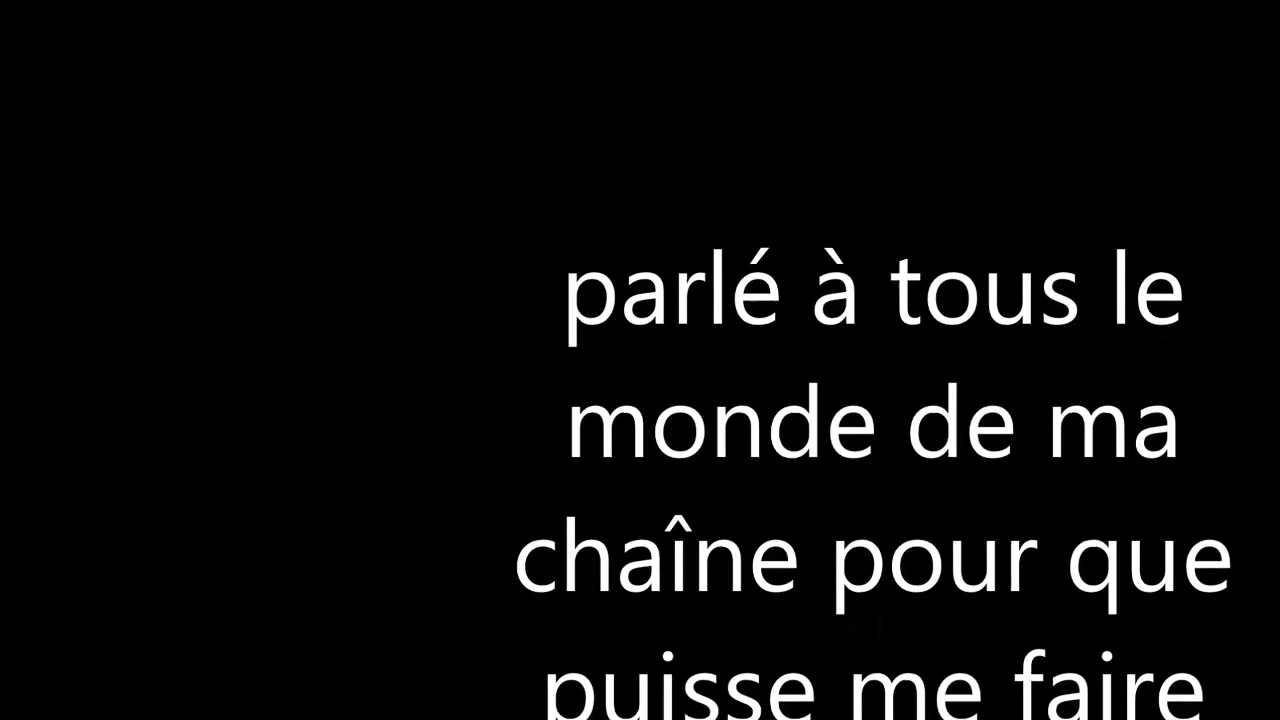 parlé à tous le
monde de ma
chaîne pour que
puisse me faire